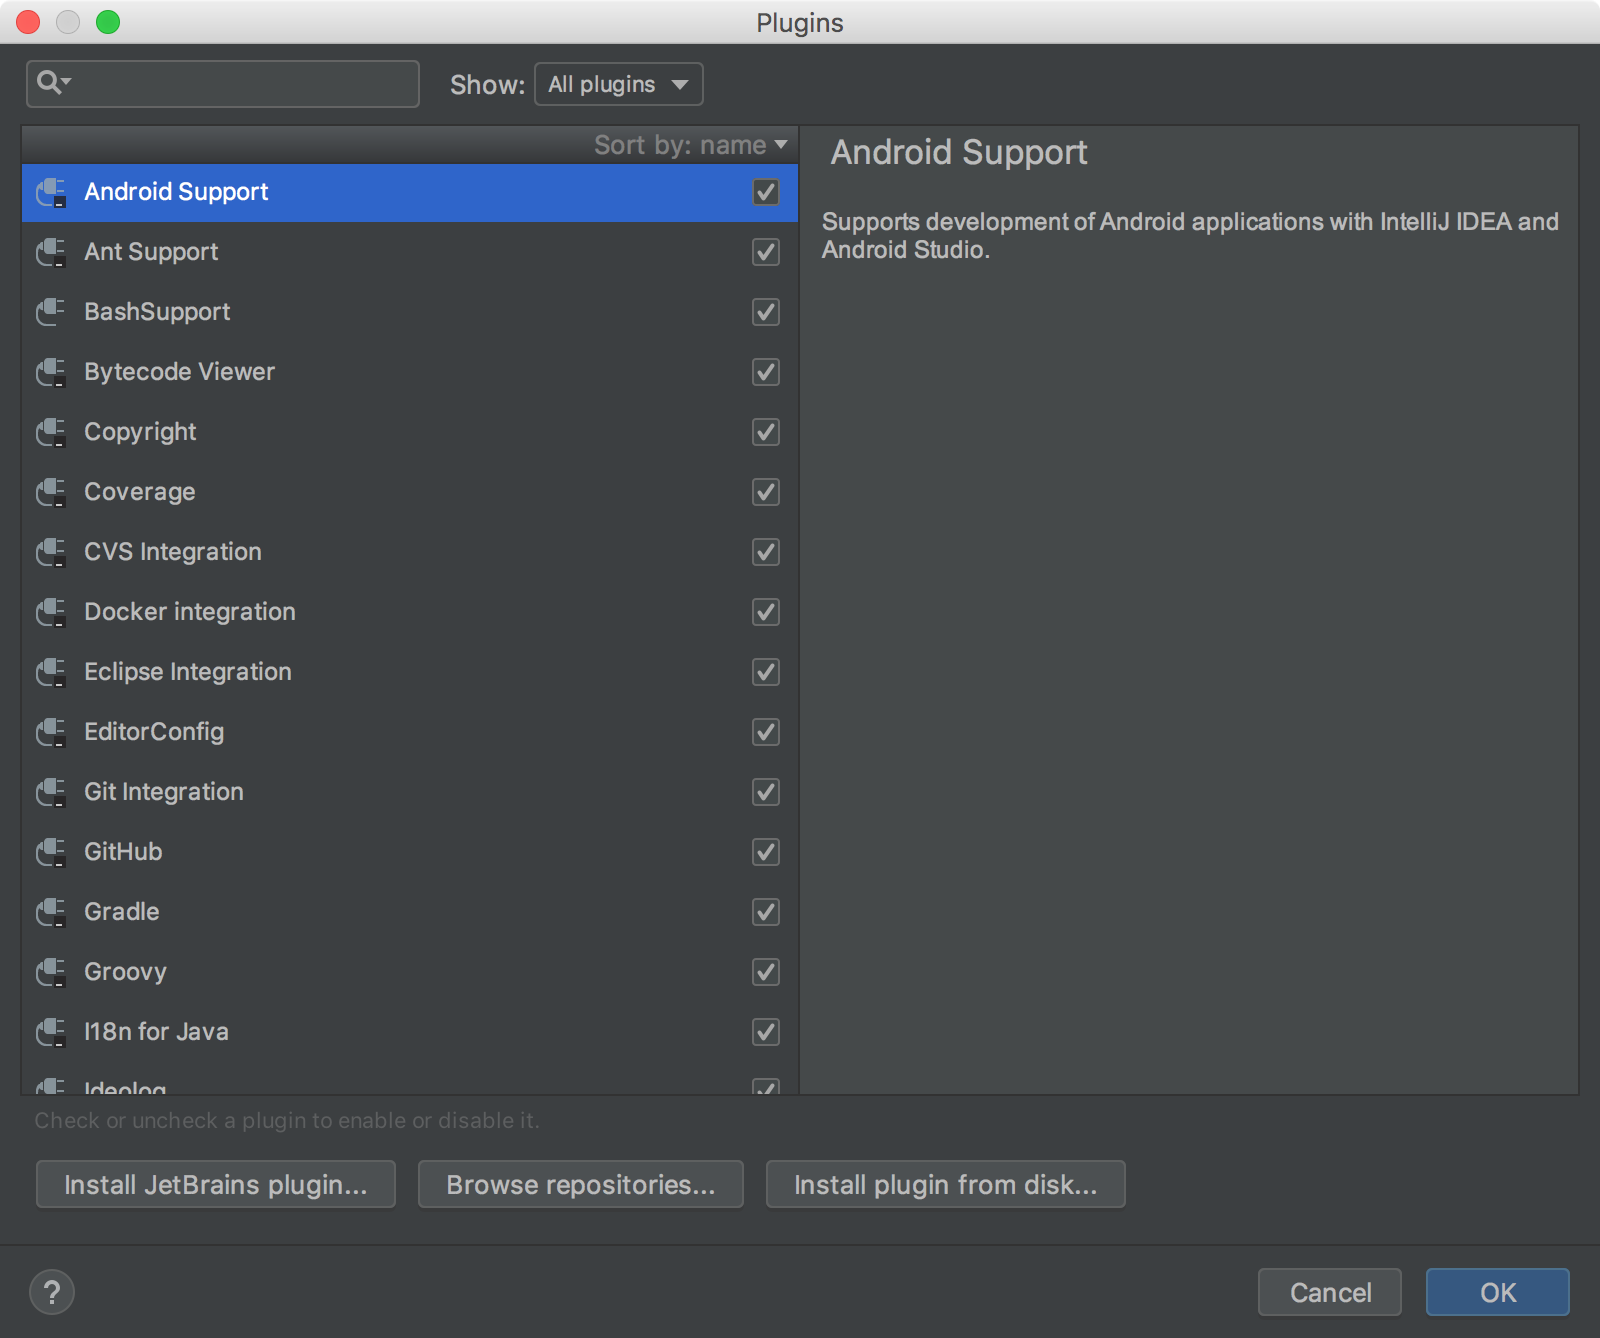 Plugins
Show: All plugins
Sort by: name
Android Support
Ant Support
BashSupport
Bytecode Viewer
Copyright
Coverage
CVS Integration
Docker integration
Eclipse Integration
EditorConfig
Git Integration
GitHub
Gradle
Groovy
I18n for Java
Ideolog
Android Support
Supports development of Android applications with IntelliJ IDEA and
Android Studio.
Check or uncheck a plugin to enable or disable it.
Install JetBrains plugin... Browse repositories... Install plugin from disk...
? Cancel OK